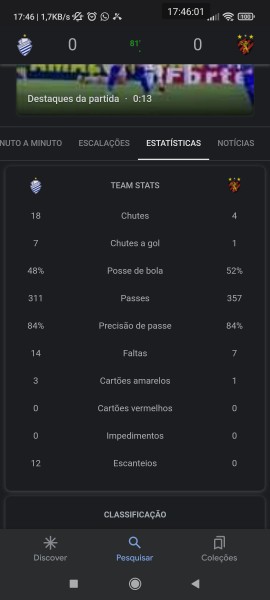 17:46 | 1,7KB/s
17:46:01
100
0 81' 0
Destaques da partida · 0:13
NUTO A MINUTO ESCALAÇÕES ESTATÍSTICAS NOTÍCIAS
TEAM STATS
18 Chutes 4
7 Chutes a gol 1
48% Posse de bola 52%
311 Passes 357
84% Precisão de passe 84%
14 Faltas 7
3 Cartões amarelos 1
0 Cartões vermelhos 0
0 Impedimentos 0
12 Escanteios 0
CLASSIFICAÇÃO
Discover Pesquisar Coleções